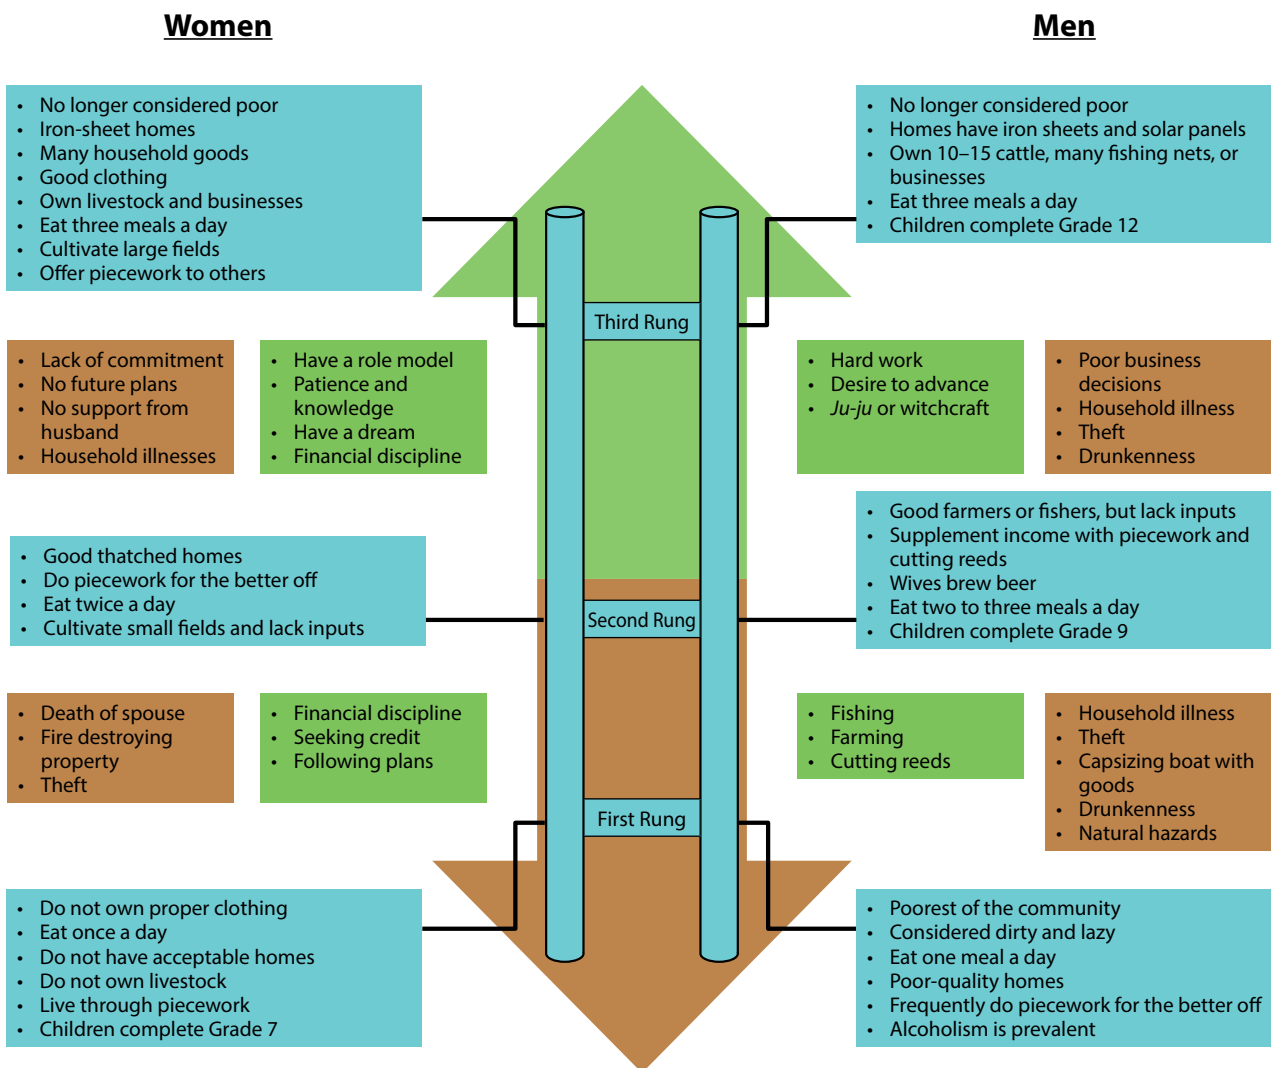 Women
Men
• No longer considered poor
• Iron-sheet homes
• Many household goods
• Good clothing
• Own livestock and businesses
• Eat three meals a day
• Cultivate large fields
• Offer piecework to others
• No longer considered poor
• Homes have iron sheets and solar panels
• Own 10–15 cattle, many fishing nets, or
businesses
• Eat three meals a day
• Children complete Grade 12
Third Rung
• Lack of commitment
• No future plans
• No support from
husband
• Household illnesses
• Have a role model
• Patience and
knowledge
• Have a dream
• Financial discipline
• Hard work
• Desire to advance
• Ju-ju or witchcraft
• Poor business
decisions
• Household illness
• Theft
• Drunkenness
• Good thatched homes
• Do piecework for the better off
• Eat twice a day
• Cultivate small fields and lack inputs
Second Rung
• Good farmers or fishers, but lack inputs
• Supplement income with piecework and
cutting reeds
• Wives brew beer
• Eat two to three meals a day
• Children complete Grade 9
• Death of spouse
• Fire destroying
property
• Theft
• Financial discipline
• Seeking credit
• Following plans
• Fishing
• Farming
• Cutting reeds
• Household illness
• Theft
• Capsizing boat with
goods
• Drunkenness
• Natural hazards
First Rung
• Do not own proper clothing
• Eat once a day
• Do not have acceptable homes
• Do not own livestock
• Live through piecework
• Children complete Grade 7
• Poorest of the community
• Considered dirty and lazy
• Eat one meal a day
• Poor-quality homes
• Frequently do piecework for the better off
• Alcoholism is prevalent